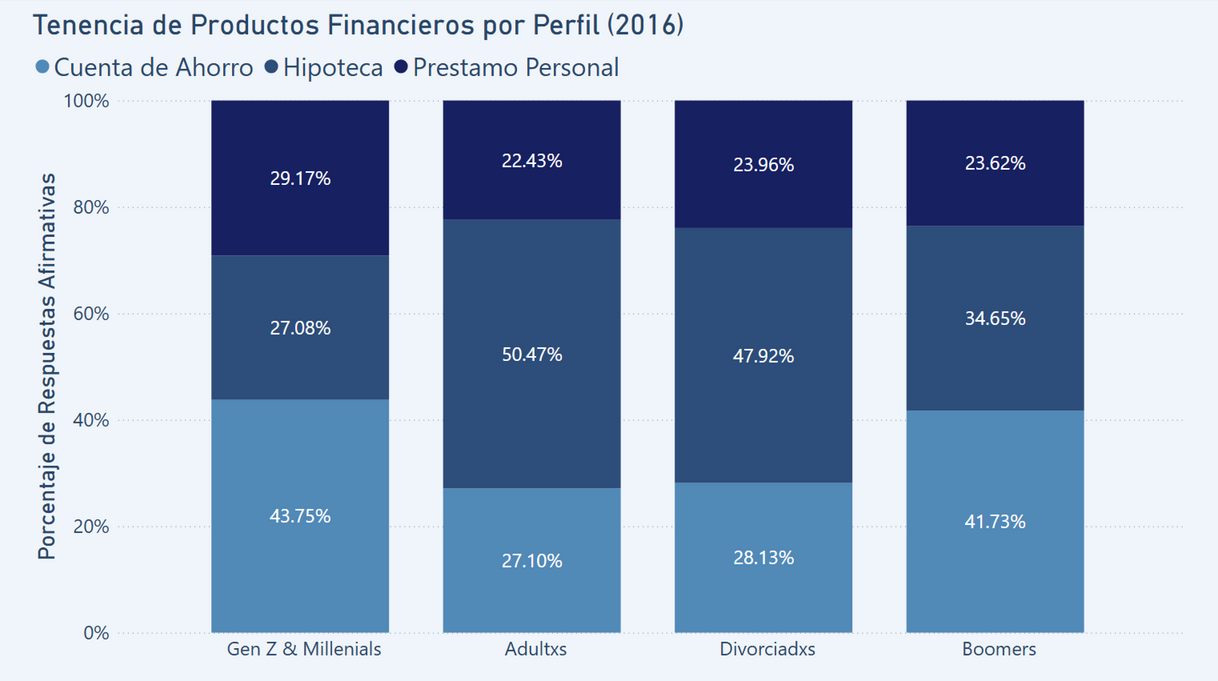 Tenencia de Productos Financieros por Perfil (2016)
Cuenta de Ahorro Hipoteca Prestamo Personal
Porcentaje de Respuestas Afirmativas
100%
80%
60%
40%
20%
0%
29.17%
27.08%
43.75%
22.43%
50.47%
27.10%
23.96%
47.92%
28.13%
23.62%
34.65%
41.73%
Gen Z & Millenials
Adultxs
Divorciadxs
Boomers